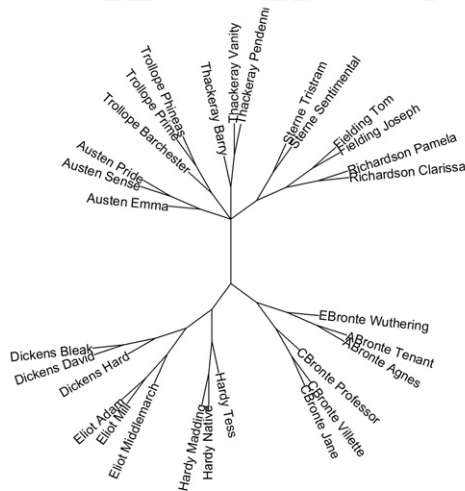 Trollope Phineas
Trollope Prime
Trollope Barchester
Thackeray Barry
Thackeray Vanity
Thackeray Pendenni
Sterne Tristram
Sterne Sentimental
Fielding Tom
Fielding Joseph
Richardson Pamela
Richardson Clarissa
Austen Pride
Austen Sense
Austen Emma
EBronte Wuthering
ABronte Tenant
ABronte Agnes
CBronte Professor
CBronte Villette
CBronte Jane
Dickens Bleak
Dickens David
Dickens Hard
Eliot Adam
Eliot Mill
Eliot Middlemarch
Hardy Madding
Hardy Native
Hardy Tess